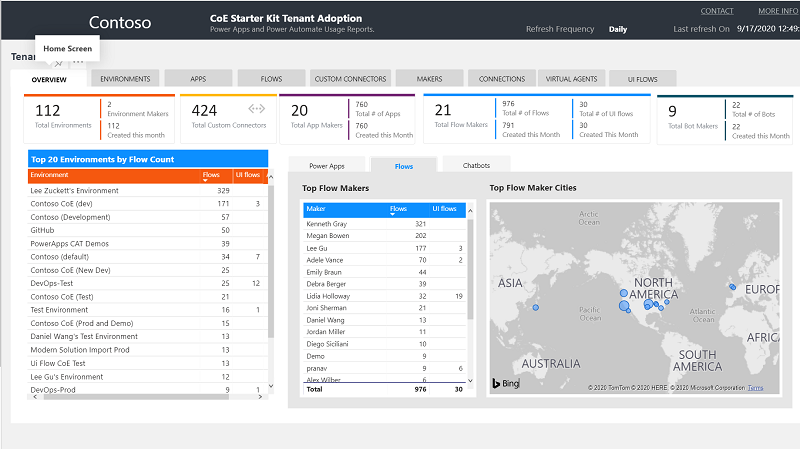 Contoso
CoE Starter Kit Tenant Adoption
Power Apps and Power Automate Usage Reports.
CONTACT
MORE INFO
Refresh Frequency
Daily
Last refresh On
9/17/2020 12:49:
Home Screen
OVERVIEW
ENVIRONMENTS
APPS
FLOWS
CUSTOM CONNECTORS
MAKERS
CONNECTIONS
VIRTUAL AGENTS
UI FLOWS
112
Total Environments
2
Environment Makers
112
Created this month
424
Total Custom Connectors
20
Total App Makers
760
Total # of Apps
760
Created this Month
21
Total Flow Makers
976
Total # of Flows
791
Created this Month
30
Total # of UI flows
30
Created This Month
9
Total Bot Makers
22
Total # of Bots
22
Created this Month
Top 20 Environments by Flow Count
Environment Flows UI flows
Lee Zuckett's Environment 329
Contoso CoE (dev) 171 3
Contoso (Development) 57
GitHub 50
PowerApps CAT Demos 39
Contoso (default) 34 7
Contoso CoE (New Dev) 25
DevOps-Test 25 12
Contoso CoE (Test) 21
Test Environment 16 1
Contoso CoE (Prod and Demo) 15
Daniel Wang's Test Environment 13
Modern Solution Import Prod 13
Ui Flow CoE Test 13
Lee Gu's Environment 12
DevOps-Prod 9 1
Power Apps
Flows
Chatbots
Top Flow Makers
Maker Flows UI flows
Kenneth Gray 321
Megan Bowen 202
Lee Gu 177 3
Adele Vance 70 2
Emily Braun 44
Debra Berger 39
Lidia Holloway 32 19
Joni Sherman 21
Daniel Wang 13
Jordan Miller 11
Diego Siciliani 10
Demo 9
pranav 9 6
Alex Wilber 6
Total 976 30
Top Flow Maker Cities
Arctic
Ocean
ASIA
NORTH
AMERICA
EUROP
Pacific
Ocean
Atlantic
Ocean
AFRIC
SOUTH
AMERICA
AUSTRALIA
Bing
© 2020 TomTom © 2020 HERE, © 2020 Microsoft Corporation Terms